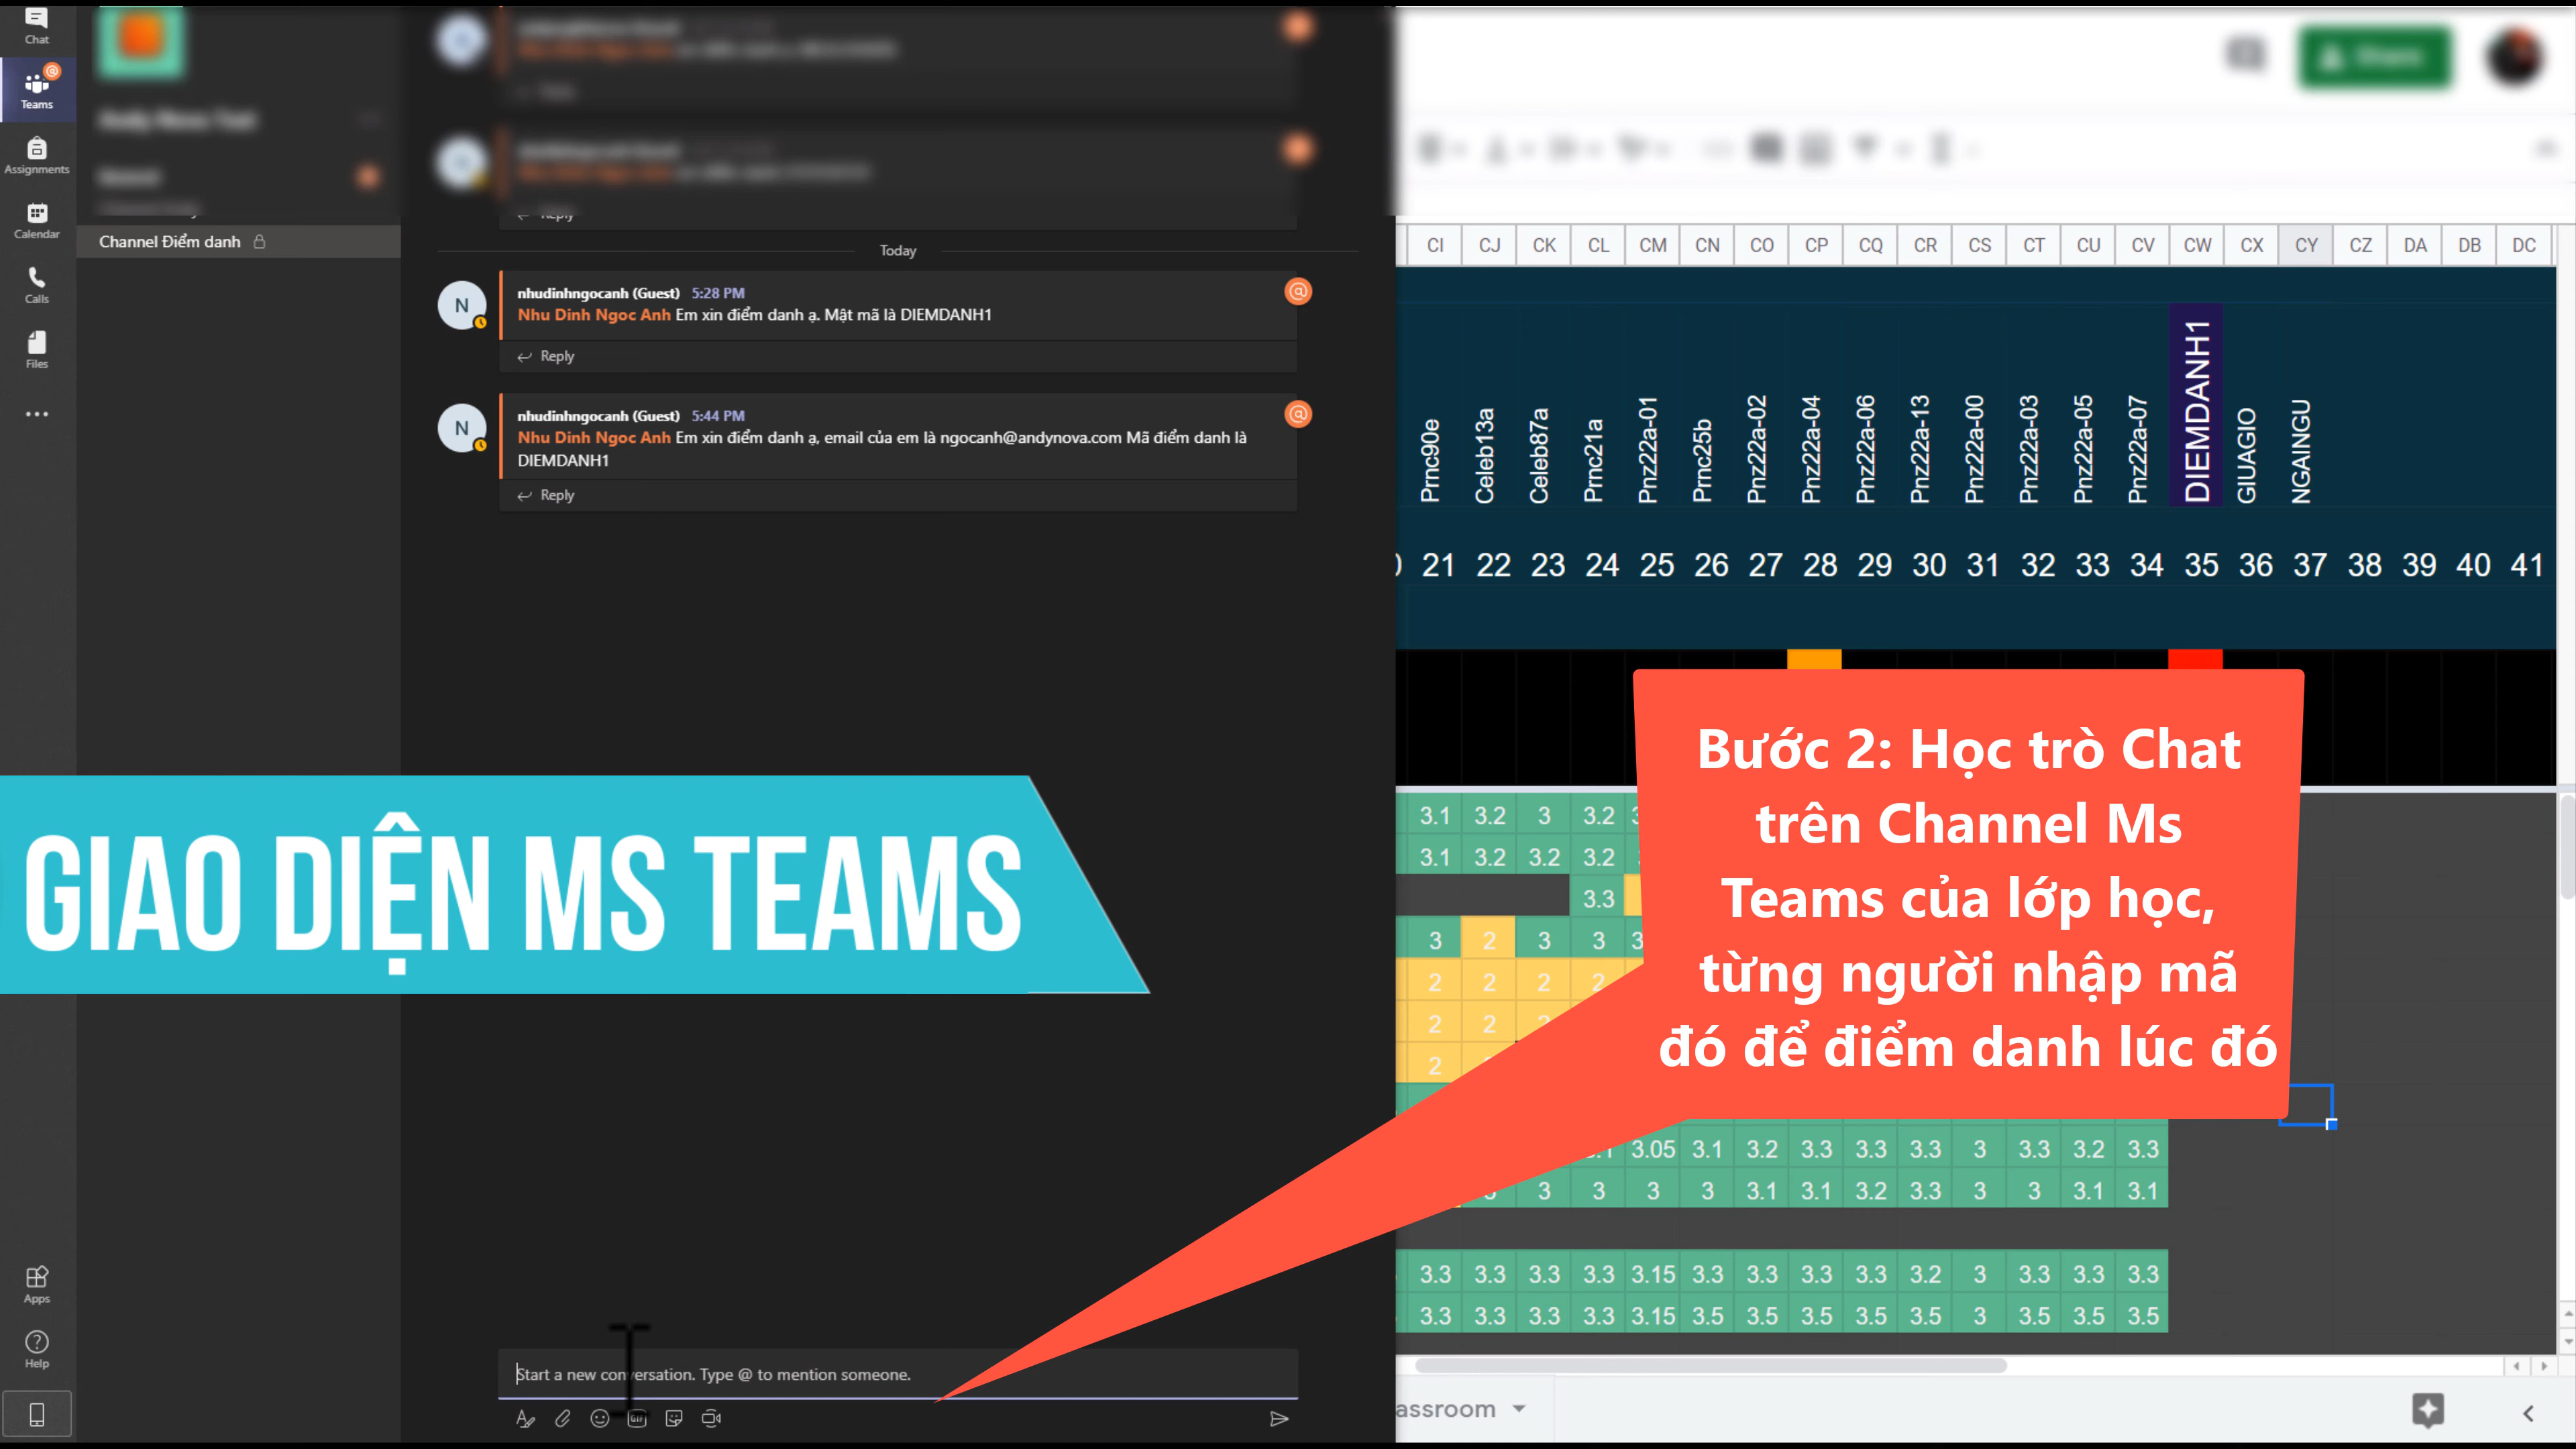 Chat
Teams
Assignments
Calendar
Calls
Files
Apps
Help
Channel Điểm danh
Reply
Today
nhudinhngocanh (Guest) 5:28 PM
Nhu Dinh Ngoc Anh Em xin điểm danh ạ. Mật mã là DIEMDANH1
Reply
nhudinhngocanh (Guest) 5:44 PM
Nhu Dinh Ngoc Anh Em xin điểm danh ạ, email của em là ngocanh@andynova.com Mã điểm danh là
DIEMDANH1
Reply
GIAO DIỆN MS TEAMS
Start a new conversation. Type @ to mention someone.
GIF
Share
CI CJ CK CL CM CN CO CP CQ CR CS CT CU CV CW CX CY CZ DA DB DC
Prnc90e
Celeb13a
Celeb87a
Prnc21a
Pnz22a-01
Prnc25b
Pnz22a-02
Pnz22a-04
Pnz22a-06
Pnz22a-13
Pnz22a-00
Pnz22a-03
Pnz22a-05
Pnz22a-07
DIEMDANH1
GIUAGIO
NGAINGU
21 22 23 24 25 26 27 28 29 30 31 32 33 34 35 36 37 38 39 40 41
Bước 2: Học trò Chat
trên Channel Ms
Teams của lớp học,
từng người nhập mã
đó để điểm danh lúc đó
3.1 3.2 3 3.2
3.1 3.2 3.2 3.2
3.3
3 2 3 3 3
2 2 2 2
2 2
2
3.05 3.1 3.2 3.3 3.3 3.3 3 3.3 3.2 3.3
3 3 3 3 3.1 3.1 3.2 3.3 3 3 3.1 3.1
3.3 3.3 3.3 3.3 3.15 3.3 3.3 3.3 3.3 3.2 3 3.3 3.3 3.3
3.3 3.3 3.3 3.3 3.15 3.5 3.5 3.5 3.5 3.5 3 3.5 3.5 3.5
assroom